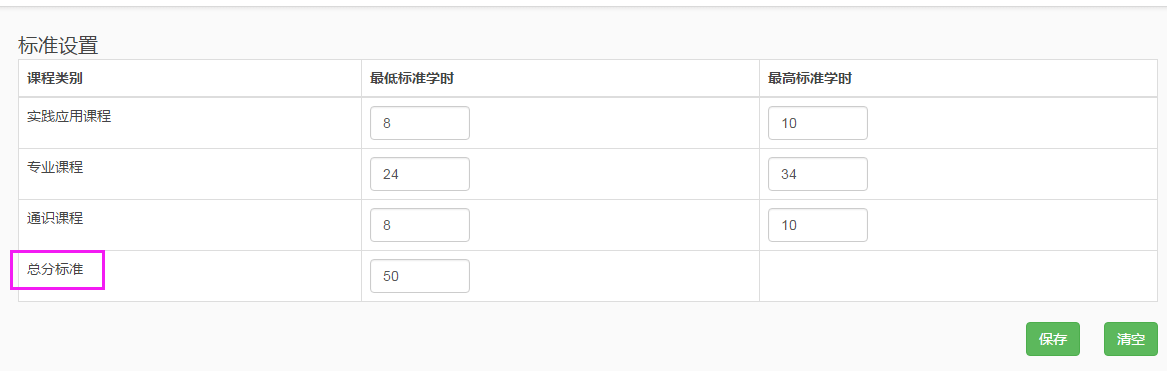 标准设置
课程类别 最低标准学时 最高标准学时
实践应用课程 8 10
专业课程 24 34
通识课程 8 10
总分标准 50
保存 清空